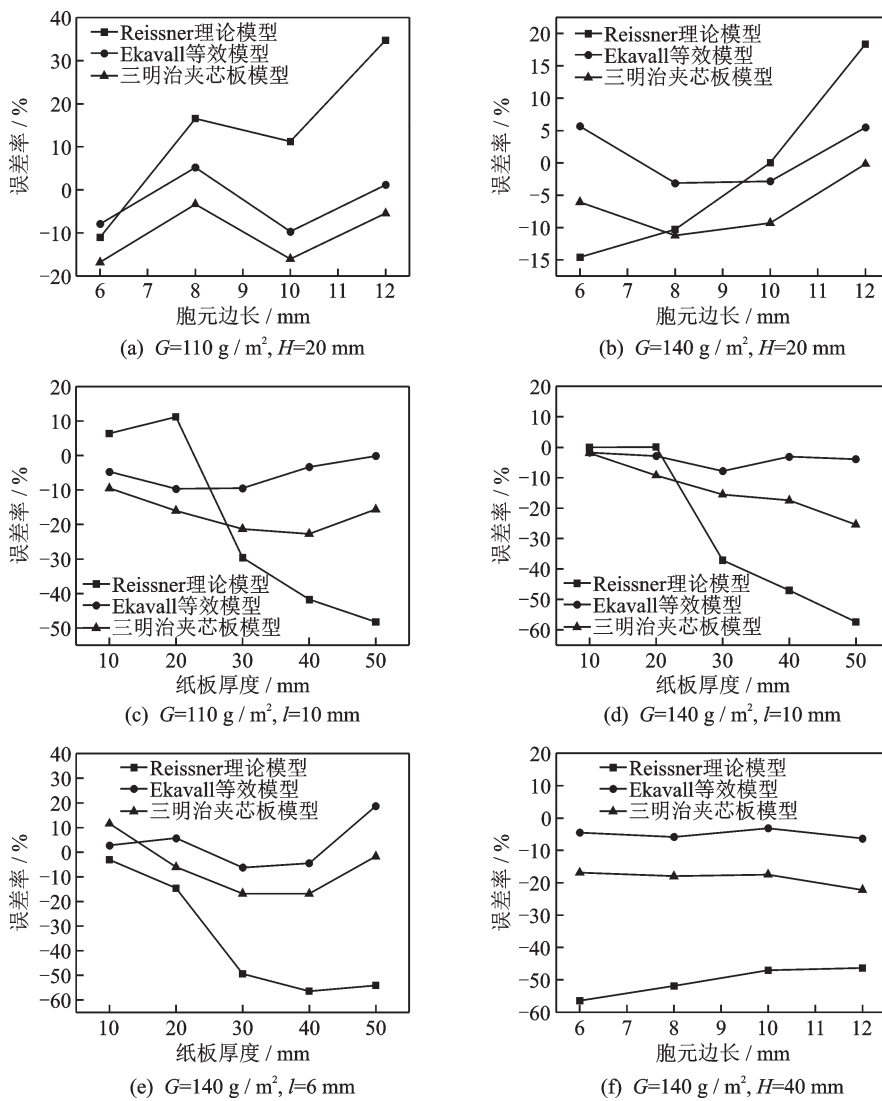 40
30
20
10
0
−10
−20
误差率 / %
Reissner理论模型
Ekavall等效模型
三明治夹芯板模型
6 7 8 9 10 11 12
胞元边长 / mm
(a) G=110 g / m², H=20 mm
20
15
10
5
0
−5
−10
−15
误差率 / %
Reissner理论模型
Ekavall等效模型
三明治夹芯板模型
6 7 8 9 10 11 12
胞元边长 / mm
(b) G=140 g / m², H=20 mm
20
10
0
−10
−20
−30
−40
−50
误差率 / %
Reissner理论模型
Ekavall等效模型
三明治夹芯板模型
10 20 30 40 50
纸板厚度 / mm
(c) G=110 g / m², l=10 mm
20
10
0
−10
−20
−30
−40
−50
−60
误差率 / %
Reissner理论模型
Ekavall等效模型
三明治夹芯板模型
10 20 30 40 50
纸板厚度 / mm
(d) G=140 g / m², l=10 mm
40
30
20
10
0
−10
−20
−30
−40
−50
−60
误差率 / %
Reissner理论模型
Ekavall等效模型
三明治夹芯板模型
10 20 30 40 50
纸板厚度 / mm
(e) G=140 g / m², l=6 mm
20
10
0
−10
−20
−30
−40
−50
−60
误差率 / %
Reissner理论模型
Ekavall等效模型
三明治夹芯板模型
6 7 8 9 10 11 12
胞元边长 / mm
(f) G=140 g / m², H=40 mm